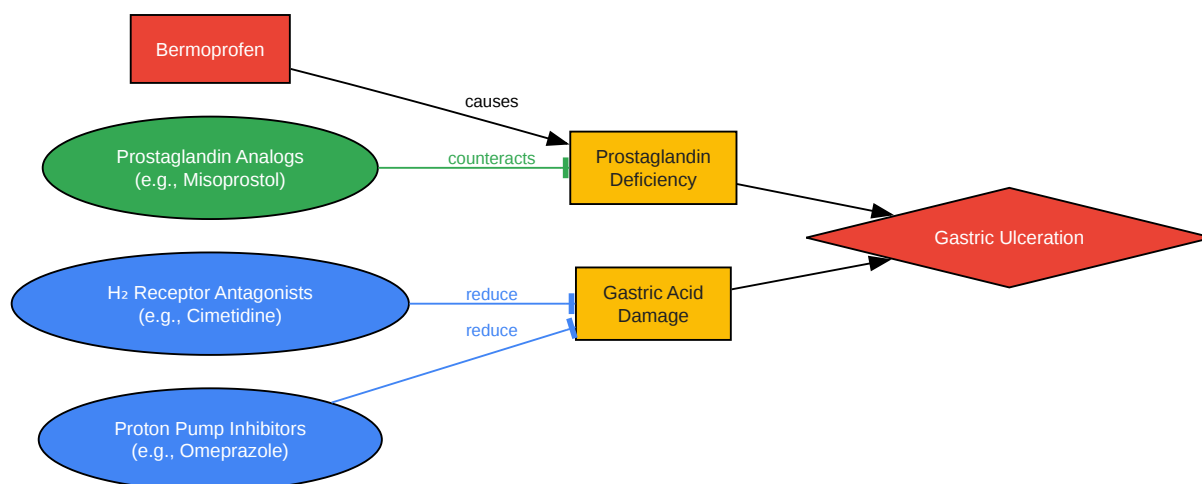 Bermoprofen
causes
Prostaglandin Analogs
(e.g., Misoprostol)
counteracts
Prostaglandin
Deficiency
Gastric Ulceration
H₂ Receptor Antagonists
(e.g., Cimetidine)
reduce
reduce
Gastric Acid
Damage
Proton Pump Inhibitors
(e.g., Omeprazole)